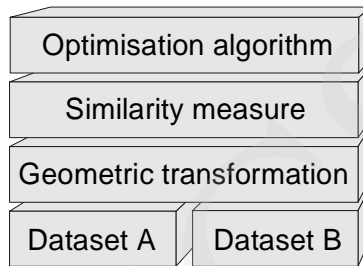 Optimisation algorithm
Similarity measure
Geometric transformation
Dataset A Dataset B